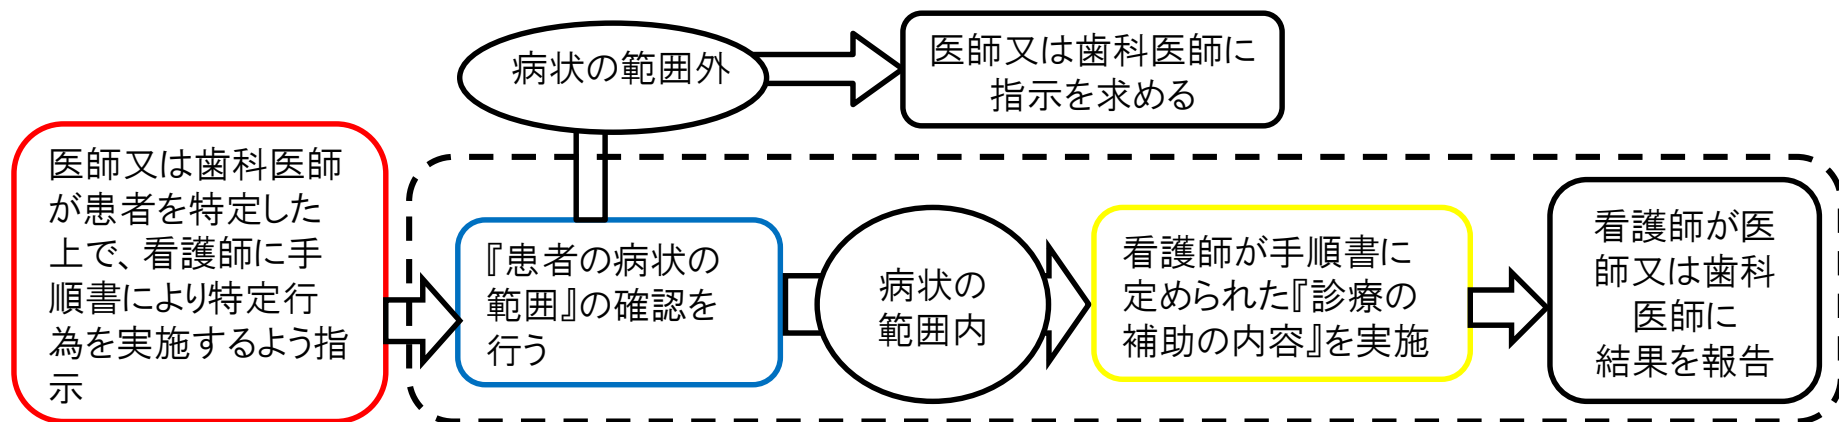 病状の範囲外
医師又は歯科医師に
指示を求める
医師又は歯科医師
が患者を特定した
上で、看護師に手
順書により特定行
為を実施するよう指
示
『患者の病状の
範囲』の確認を
行う
病状の
範囲内
看護師が手順書に
定められた『診療の
補助の内容』を実施
看護師が医
師又は歯科
医師に
結果を報告